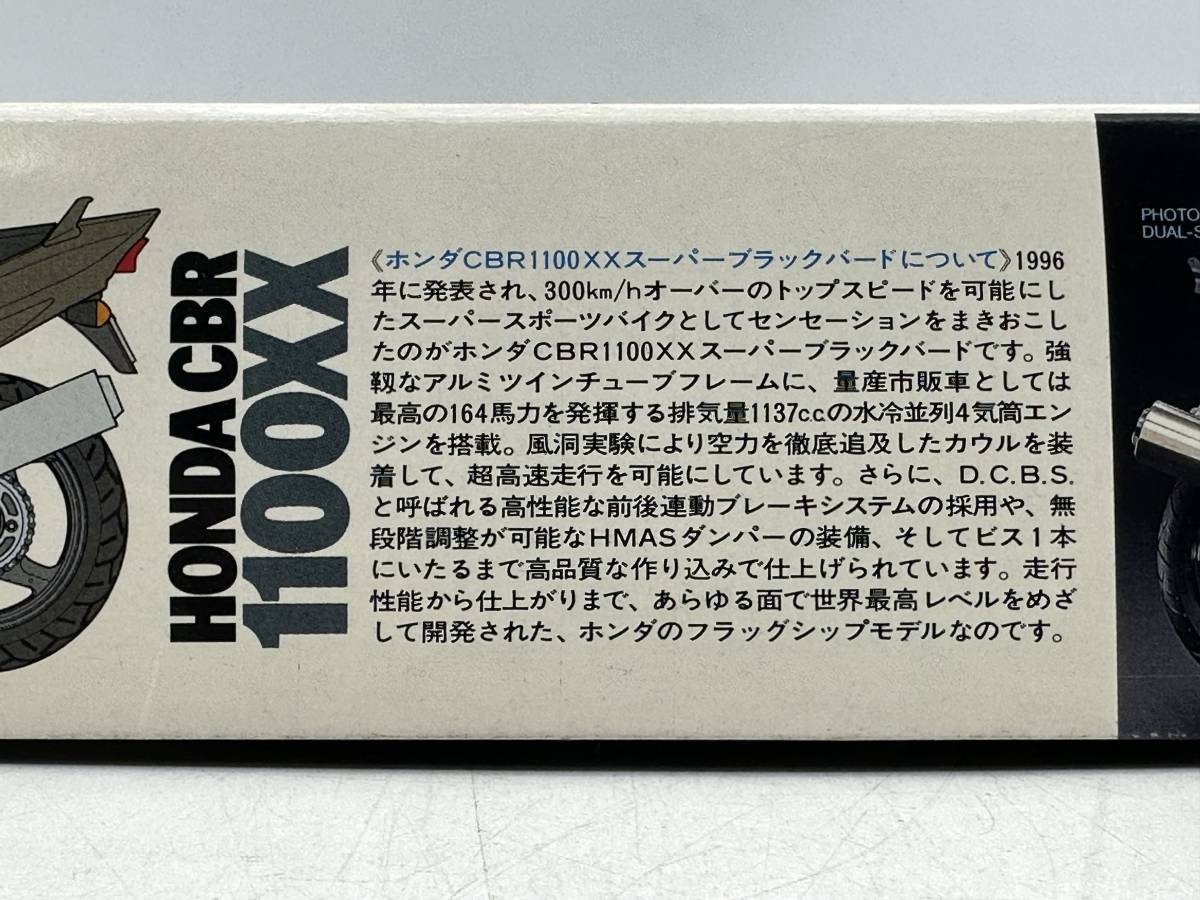 HONDA CBR
1100XX
《ホンダCBR1100XXスーパーブラックバードについて》1996
年に発表され、300km/hオーバーのトップスピードを可能にし
たスーパースポーツバイクとしてセンセーションをまきおこし
たのがホンダCBR1100XXスーパーブラックバードです。強
靱なアルミツインチューブフレームに、量産市販車としては
最高の164馬力を発揮する排気量1137c.c.の水冷並列4気筒エン
ジンを搭載。風洞実験により空力を徹底追及したカウルを装
着して、超高速走行を可能にしています。さらに、D.C.B.S.
と呼ばれる高性能な前後連動ブレーキシステムの採用や、無
段階調整が可能なHMASダンパーの装備、そしてビス1本
にいたるまで高品質な作り込みで仕上げられています。走行
性能から仕上がりまで、あらゆる面で世界最高レベルをめざ
して開発された、ホンダのフラッグシップモデルなのです。
PHOTO
DUAL-S